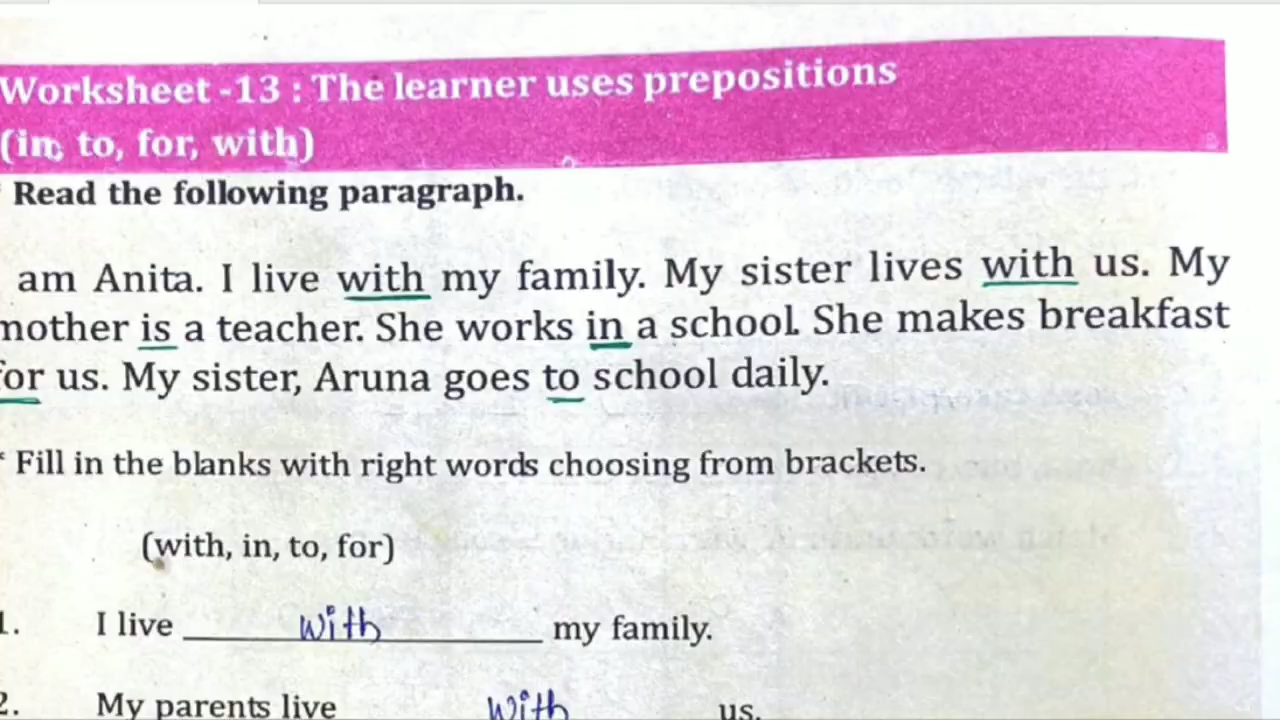 Worksheet -13 : The learner uses prepositions
(in, to, for, with)
Read the following paragraph.
am Anita. I live with my family. My sister lives with us. My
mother is a teacher. She works in a school. She makes breakfast
for us. My sister, Aruna goes to school daily.
* Fill in the blanks with right words choosing from brackets.
(with, in, to, for)
1. I live with my family.
2. My parents live with us.